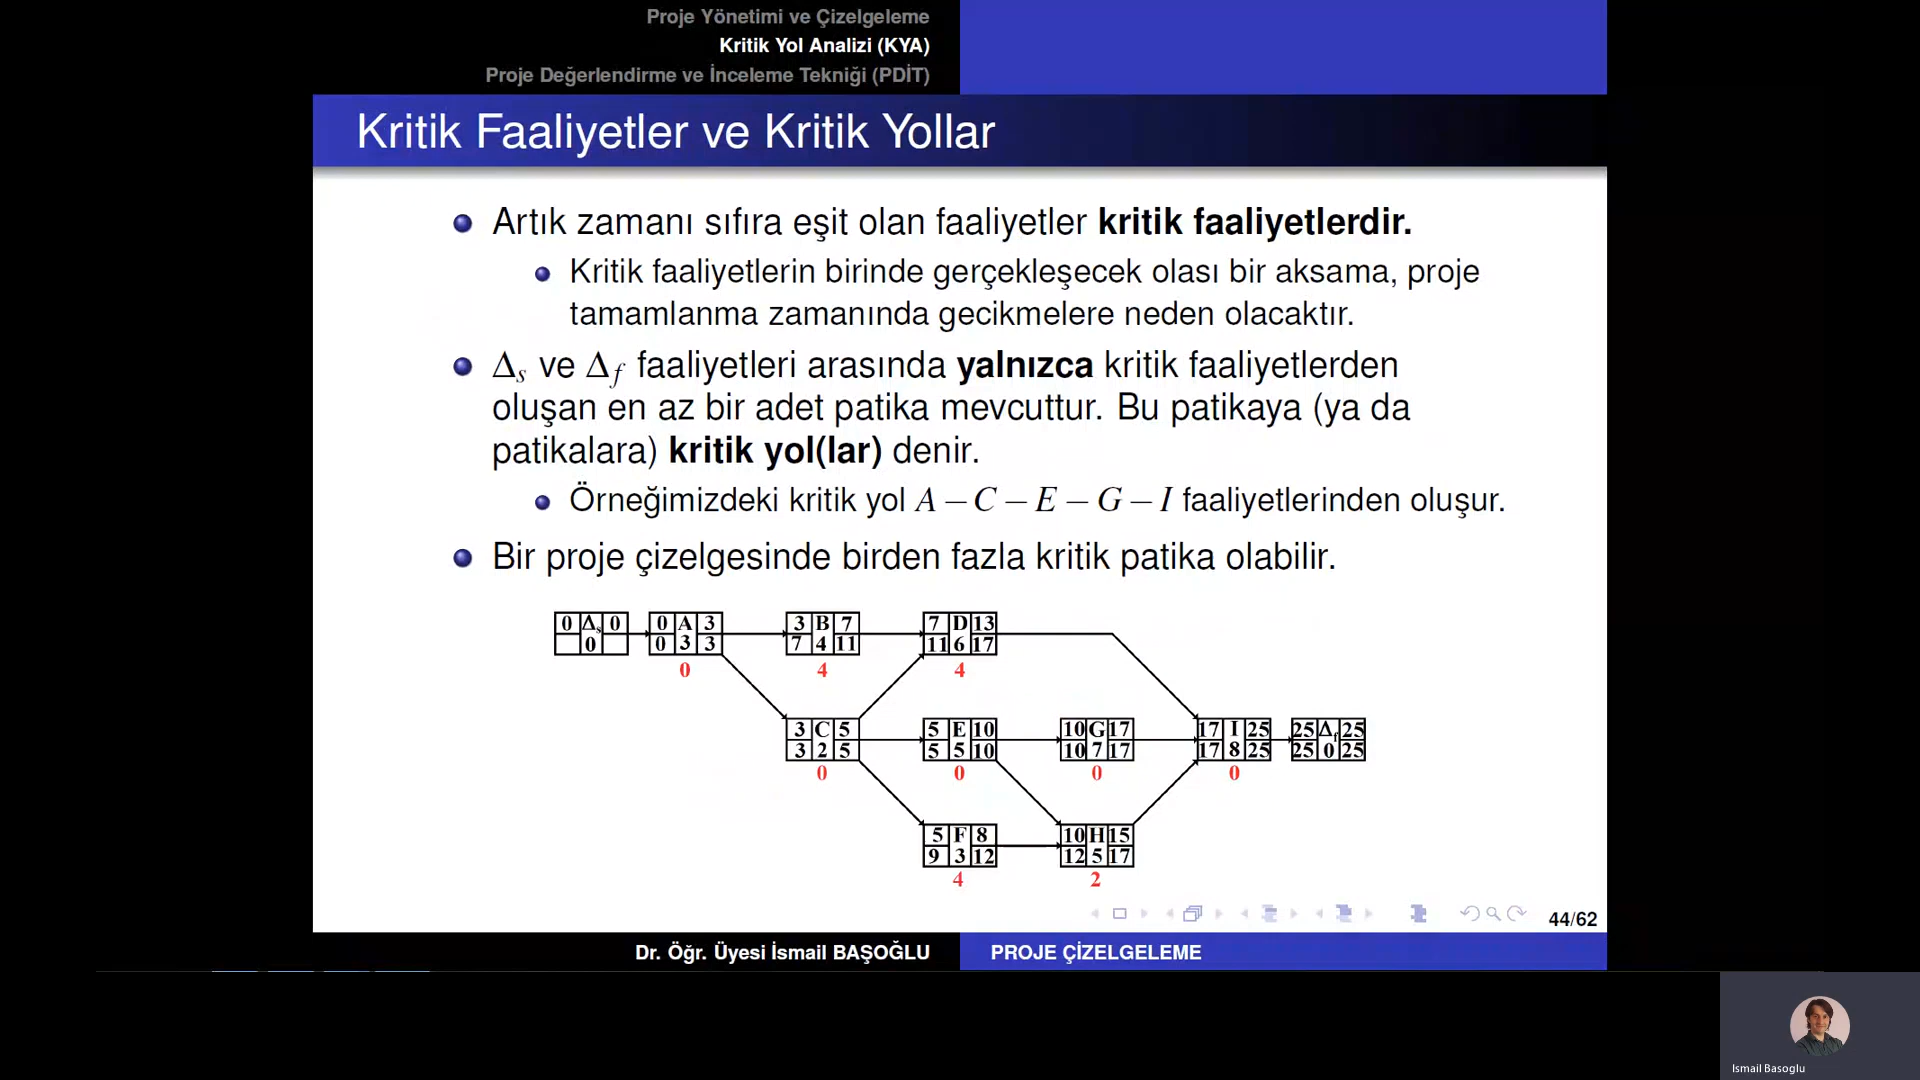 Proje Yönetimi ve Çizelgeleme
Kritik Yol Analizi (KYA)
Proje Değerlendirme ve İnceleme Tekniği (PDİT)
Kritik Faaliyetler ve Kritik Yollar
Artık zamanı sıfıra eşit olan faaliyetler kritik faaliyetlerdir.
Kritik faaliyetlerin birinde gerçekleşecek olası bir aksama, proje
tamamlanma zamanında gecikmelere neden olacaktır.
Δs ve Δf faaliyetleri arasında yalnızca kritik faaliyetlerden
oluşan en az bir adet patika mevcuttur. Bu patikaya (ya da
patikalara) kritik yol(lar) denir.
Örneğimizdeki kritik yol A – C – E – G – I faaliyetlerinden oluşur.
Bir proje çizelgesinde birden fazla kritik patika olabilir.
0 Δs 0
0
0 A 3
0 3 3
0
3 B 7
7 4 11
4
7 D 13
11 6 17
4
3 C 5
3 2 5
0
5 E 10
5 5 10
0
10 G 17
10 7 17
0
17 I 25
17 8 25
0
25 Δf 25
25 0 25
5 F 8
9 3 12
4
10 H 15
12 5 17
2
44/62
Dr. Öğr. Üyesi İsmail BAŞOĞLU
PROJE ÇİZELGELEME
Ismail Basoglu